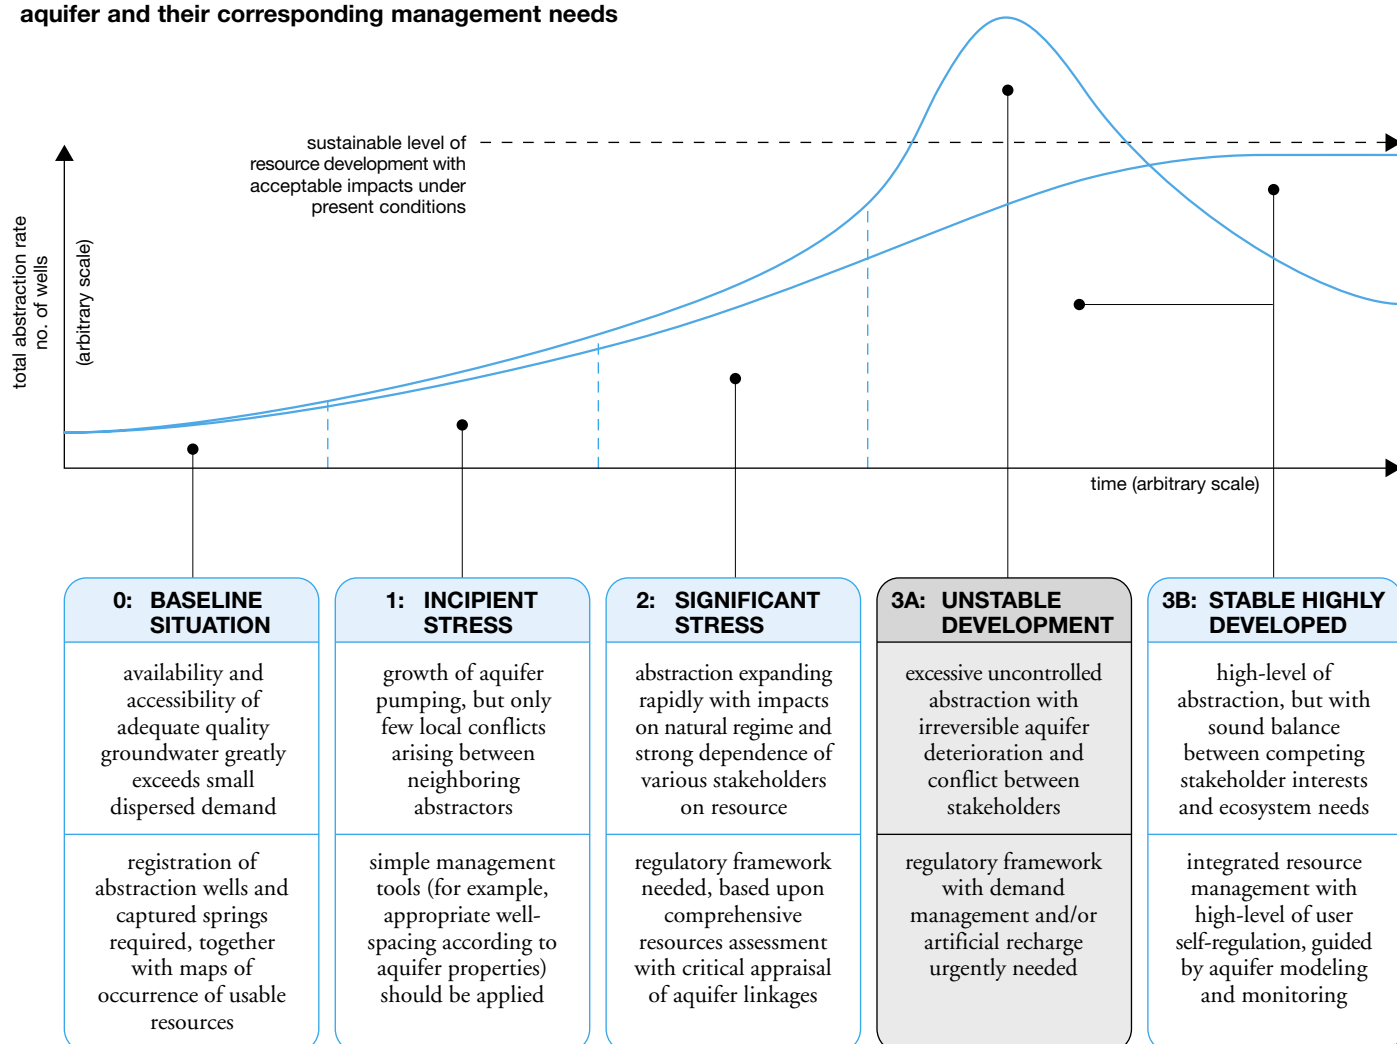 aquifer and their corresponding management needs
sustainable level of
resource development with
acceptable impacts under
present conditions
total abstraction rate
no. of wells
(arbitrary scale)
time (arbitrary scale)
0: BASELINE
SITUATION
availability and
accessibility of
adequate quality
groundwater greatly
exceeds small
dispersed demand
registration of
abstraction wells and
captured springs
required, together
with maps of
occurrence of usable
resources
1: INCIPIENT
STRESS
growth of aquifer
pumping, but only
few local conflicts
arising between
neighboring
abstractors
simple management
tools (for example,
appropriate well-
spacing according to
aquifer properties)
should be applied
2: SIGNIFICANT
STRESS
abstraction expanding
rapidly with impacts
on natural regime and
strong dependence of
various stakeholders
on resource
regulatory framework
needed, based upon
comprehensive
resources assessment
with critical appraisal
of aquifer linkages
3A: UNSTABLE
DEVELOPMENT
excessive uncontrolled
abstraction with
irreversible aquifer
deterioration and
conflict between
stakeholders
regulatory framework
with demand
management and/or
artificial recharge
urgently needed
3B: STABLE HIGHLY
DEVELOPED
high-level of
abstraction, but with
sound balance
between competing
stakeholder interests
and ecosystem needs
integrated resource
management with
high-level of user
self-regulation, guided
by aquifer modeling
and monitoring